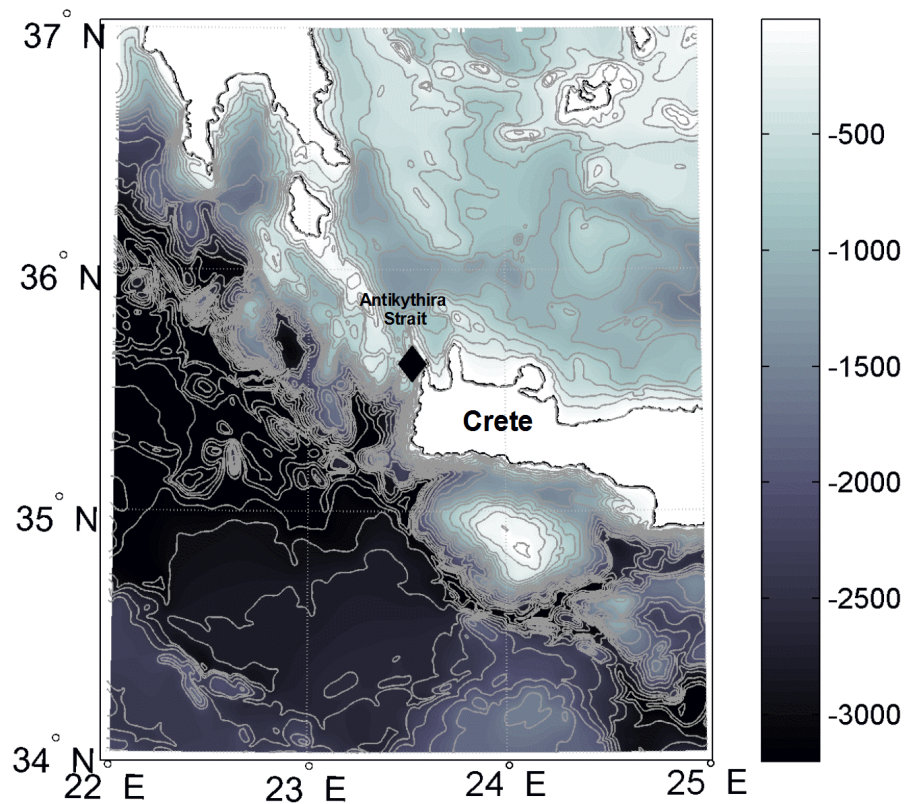 37° N
36° N
35° N
34° N
22° E
23° E
24° E
25° E
Antikythira
Strait
Crete
-500
-1000
-1500
-2000
-2500
-3000